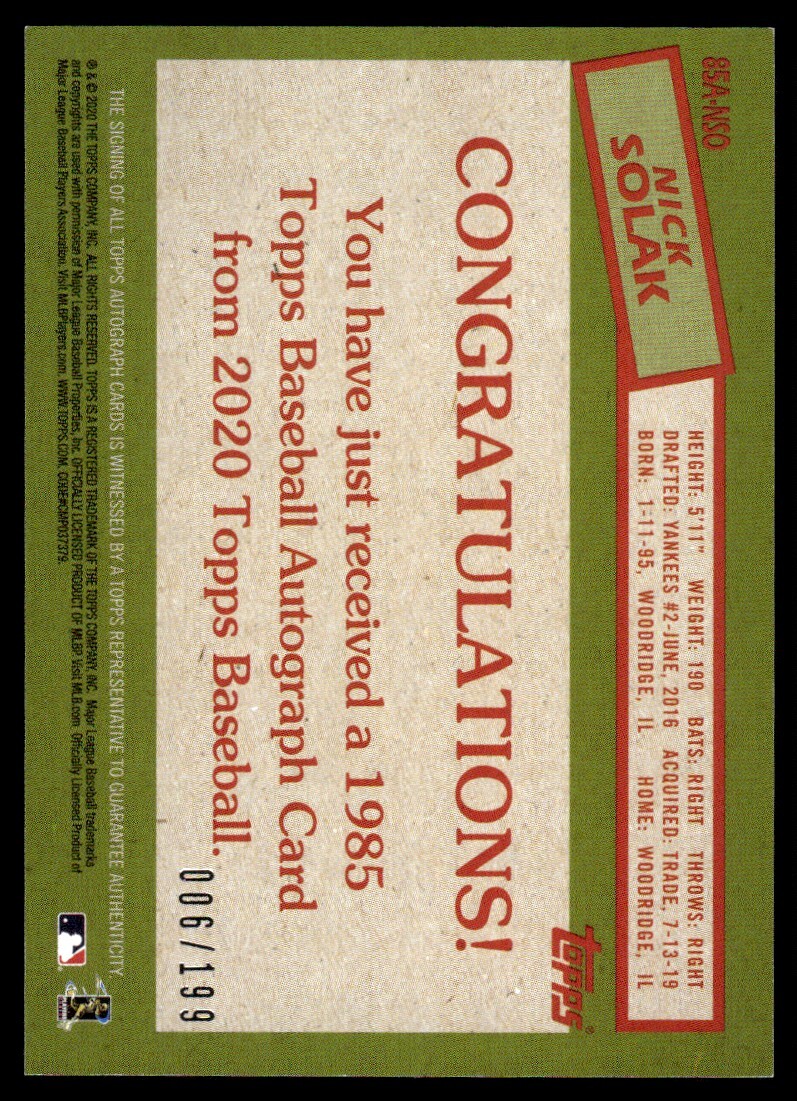 85A-NSO
NICK
SOLAK
HEIGHT: 5'11" WEIGHT: 190 BATS: RIGHT THROWS: RIGHT
DRAFTED: YANKEES #2-JUNE, 2016 ACQUIRED: TRADE, 7-13-19
BORN: 1-11-95, WOODRIDGE, IL HOME: WOODRIDGE, IL
topps®
CONGRATULATIONS!
You have just received a 1985
Topps Baseball Autograph Card
from 2020 Topps Baseball.
006/199
THE SIGNING OF ALL TOPPS AUTOGRAPH CARDS IS WITNESSED BY A TOPPS REPRESENTATIVE TO GUARANTEE AUTHENTICITY.
® & © 2020 THE TOPPS COMPANY, INC. ALL RIGHTS RESERVED. TOPPS IS A REGISTERED TRADEMARK OF THE TOPPS COMPANY, INC. Major League Baseball trademarks
and copyrights are used with permission of Major League Baseball Properties, Inc. OFFICIALLY LICENSED PRODUCT OF MLBP. Visit MLB.com Officially Licensed Product of
Major League Baseball Players Association. Visit MLBPlayers.com. WWW.TOPPS.COM. CODE#CMP037379.